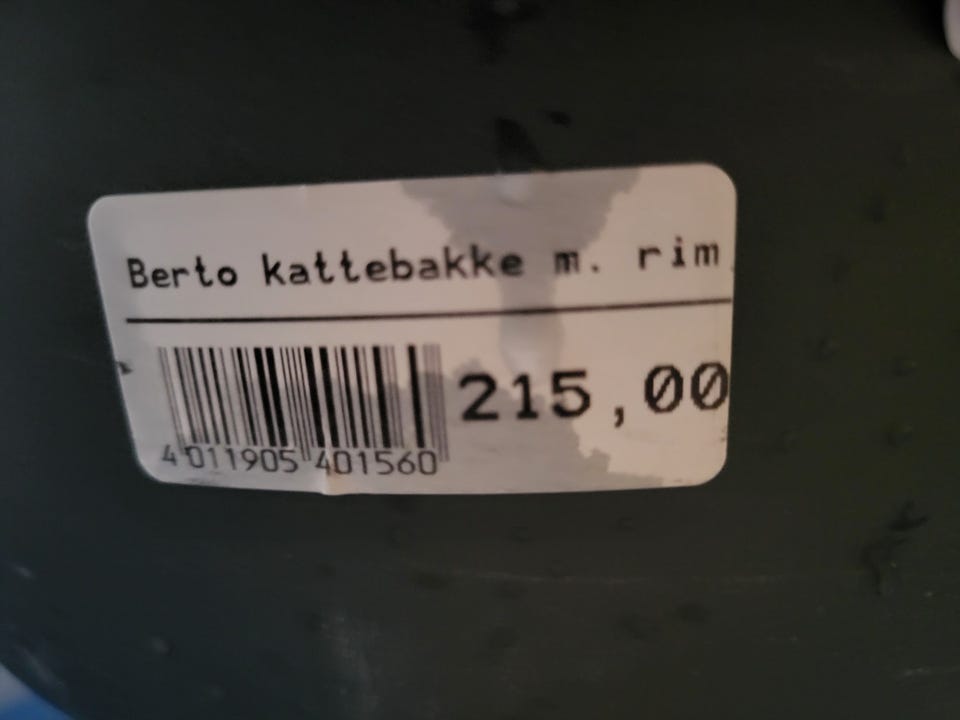 Berto kattebakke m. rim
215,00
4 011905 401560